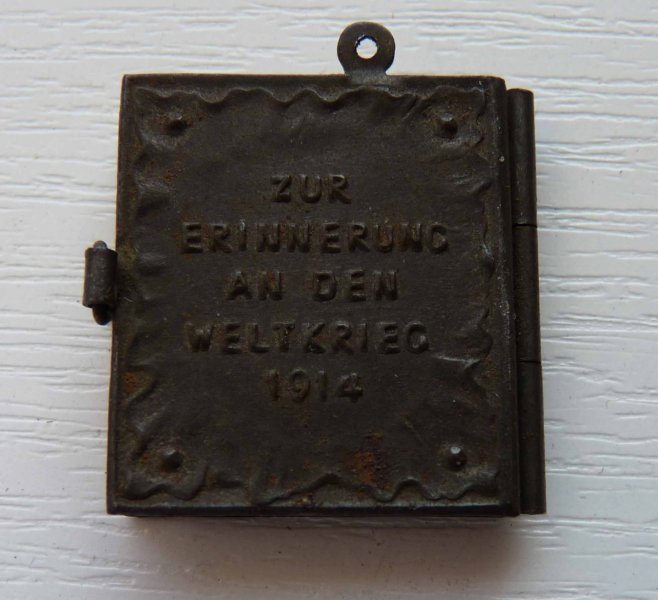 ZUR
ERINNERUNG
AN DEN
WELTKRIEG
1914